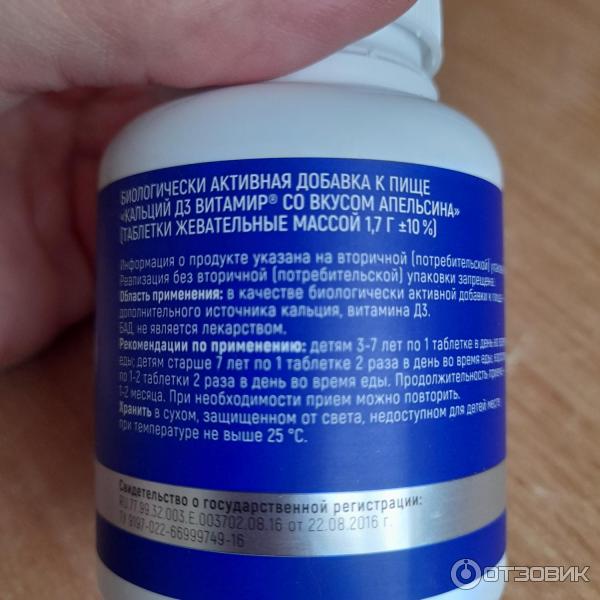 БИОЛОГИЧЕСКИ АКТИВНАЯ ДОБАВКА К ПИЩЕ
«КАЛЬЦИЙ Д3 ВИТАМИР® СО ВКУСОМ АПЕЛЬСИНА»
(ТАБЛЕТКИ ЖЕВАТЕЛЬНЫЕ МАССОЙ 1,7 Г ±10 %)
Информация о продукте указана на вторичной (потребительской)
Реализация без вторичной (потребительской) упаковки запрещена.
Область применения: в качестве биологически активной добавки к пище -
дополнительного источника кальция, витамина Д3.
БАД, не является лекарством.
Рекомендации по применению: детям 3-7 лет по 1 таблетке в день во
еды; детям старше 7 лет по 1 таблетке 2 раза в день во время еды;
по 1-2 таблетки 2 раза в день во время еды. Продолжительность
1-2 месяца. При необходимости прием можно повторить.
Хранить в сухом, защищенном от света, недоступном для детей месте,
при температуре не выше 25 °С.
Свидетельство о государственной регистрации:
RU.77.99.32.003.Е.003702.08.16 от 22.08.2016 г.
ТУ 9197-022-66999749-16
ОТЗОВИК